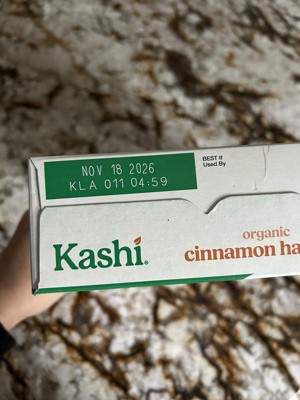 NOV 18 2026
KLA 011 04:59
BEST If
Used By
Kashi®
organic
cinnamon ha